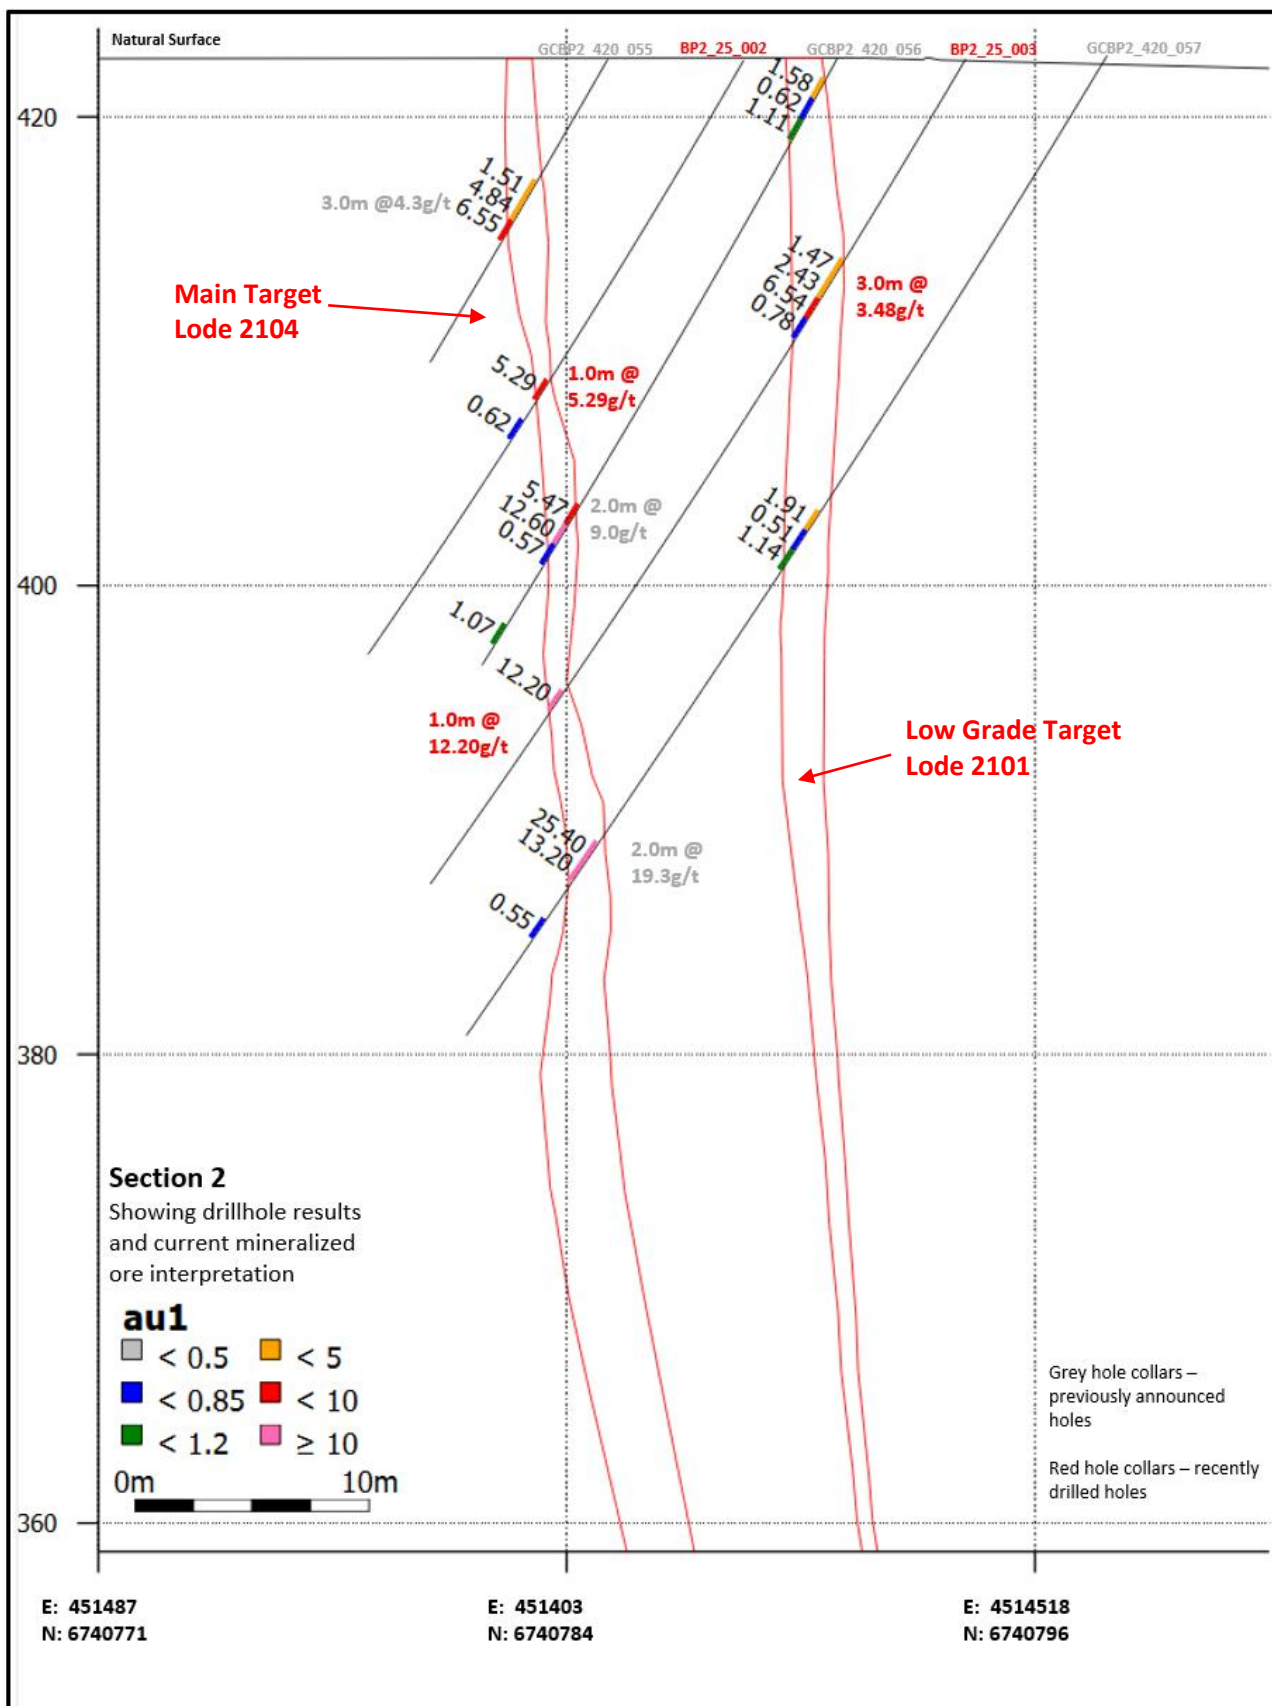 Natural Surface
GCBP2_420_055
BP2_25_002
GCBP2_420_056
BP2_25_003
GCBP2_420_057
420
1.58
0.62
1.11
1.51
4.84
6.55
3.0m @4.3g/t
Main Target
Lode 2104
1.47
2.43
6.54
0.78
3.0m @
3.48g/t
5.29
1.0m @
5.29g/t
0.62
5.47
12.60
0.57
2.0m @
9.0g/t
1.91
0.51
1.14
400
1.07
12.20
1.0m @
12.20g/t
Low Grade Target
Lode 2101
25.40
13.20
2.0m @
19.3g/t
0.55
380
Section 2
Showing drillhole results
and current mineralized
ore interpretation
au1
< 0.5
< 5
< 0.85
< 10
< 1.2
≥ 10
0m
10m
Grey hole collars –
previously announced
holes
Red hole collars – recently
drilled holes
360
E: 451487
N: 6740771
E: 451403
N: 6740784
E: 4514518
N: 6740796